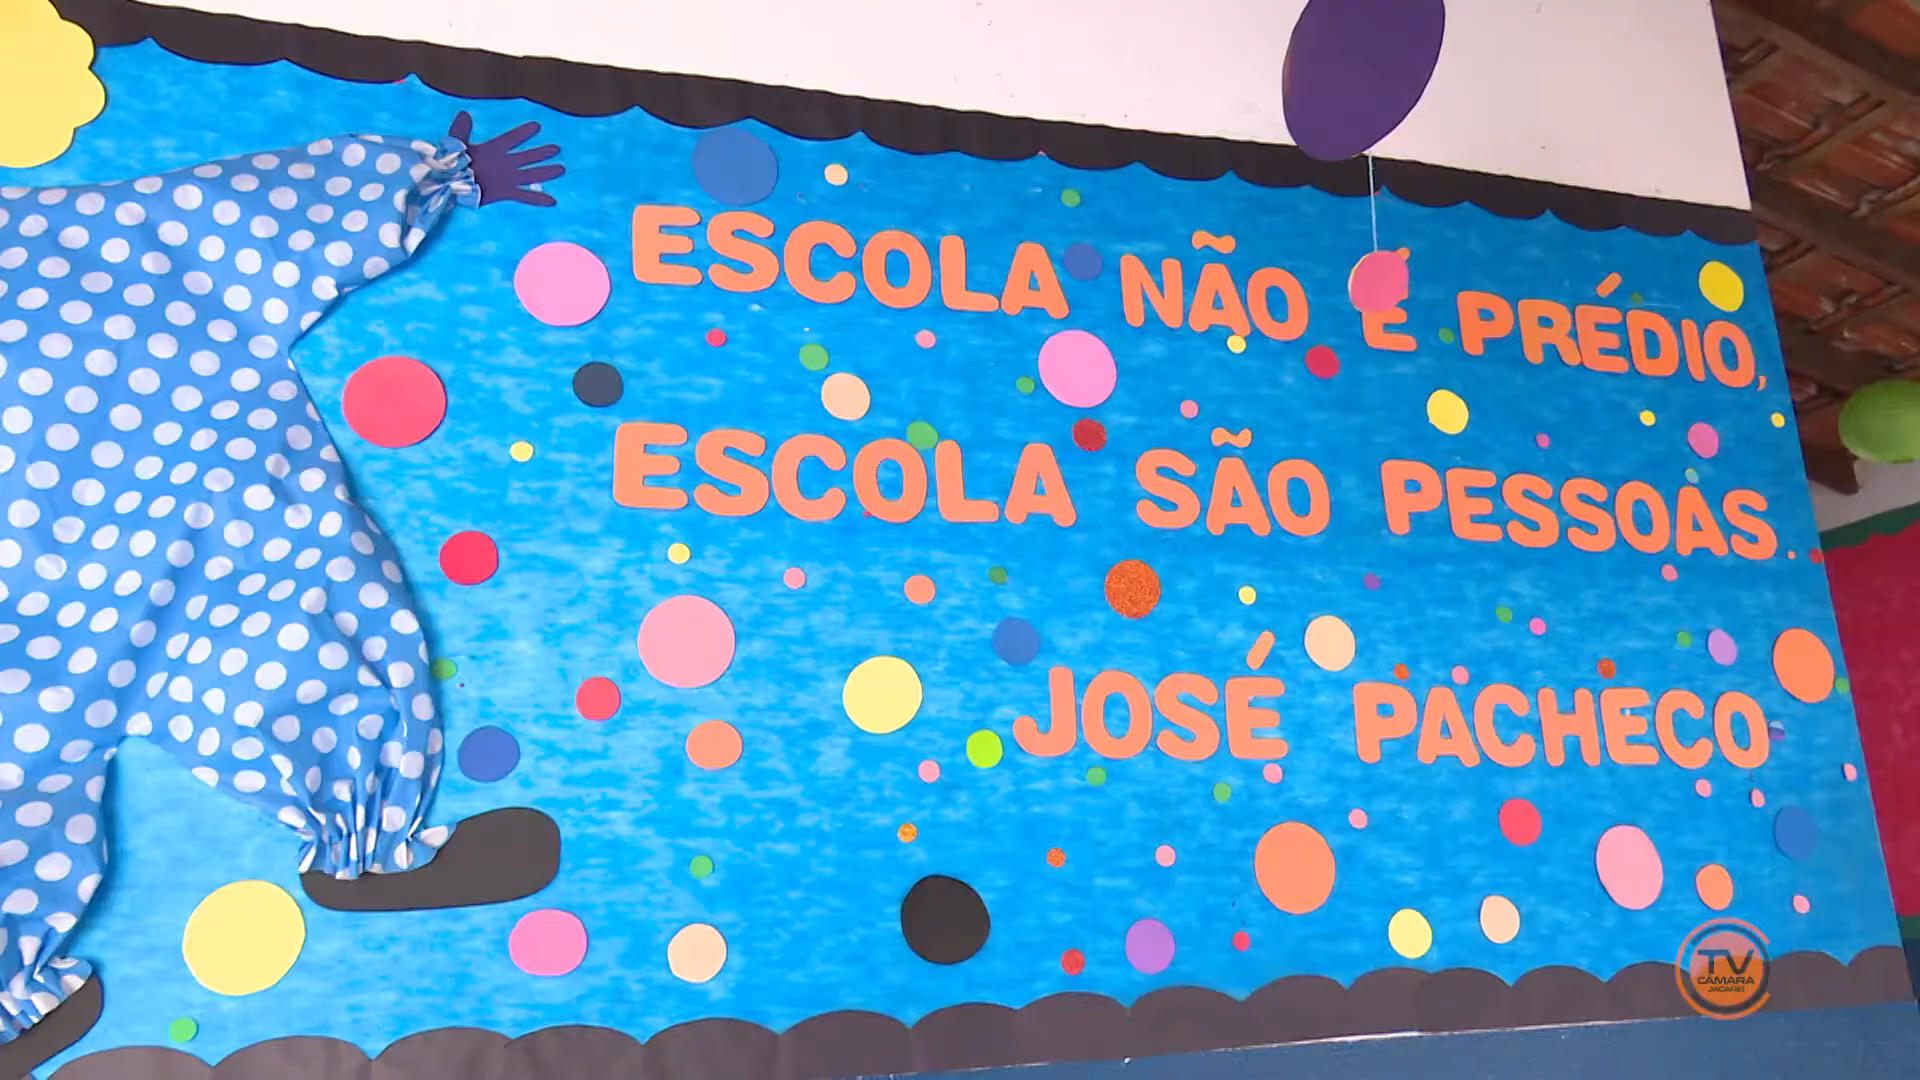 ESCOLA NÃO É PRÉDIO,
ESCOLA SÃO PESSOAS.
JOSÉ PACHECO
TV
CÂMARA
JACAREÍ